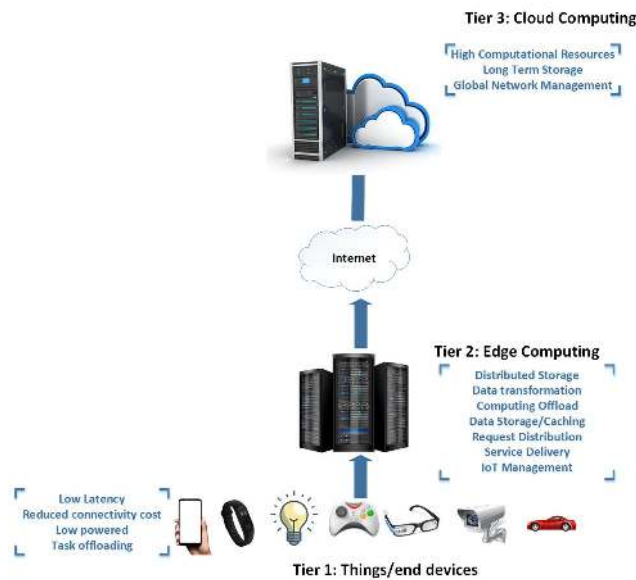 Tier 3: Cloud Computing
High Computational Resources
Long Term Storage
Global Network Management
Internet
Tier 2: Edge Computing
Distributed Storage
Data transformation
Computing Offload
Data Storage/Caching
Request Distribution
Service Delivery
IoT Management
Low Latency
Reduced connectivity cost
Low powered
Task offloading
Tier 1: Things/end devices